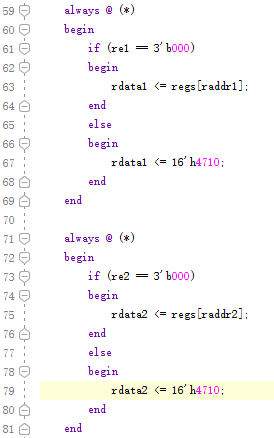 59 always @ (*)
60 begin
61 if (re1 == 3'b000)
62 begin
63 rdata1 <= regs[raddr1];
64 end
65 else
66 begin
67 rdata1 <= 16'h4710;
68 end
69 end
70
71 always @ (*)
72 begin
73 if (re2 == 3'b000)
74 begin
75 rdata2 <= regs[raddr2];
76 end
77 else
78 begin
79 rdata2 <= 16'h4710;
80 end
81 end